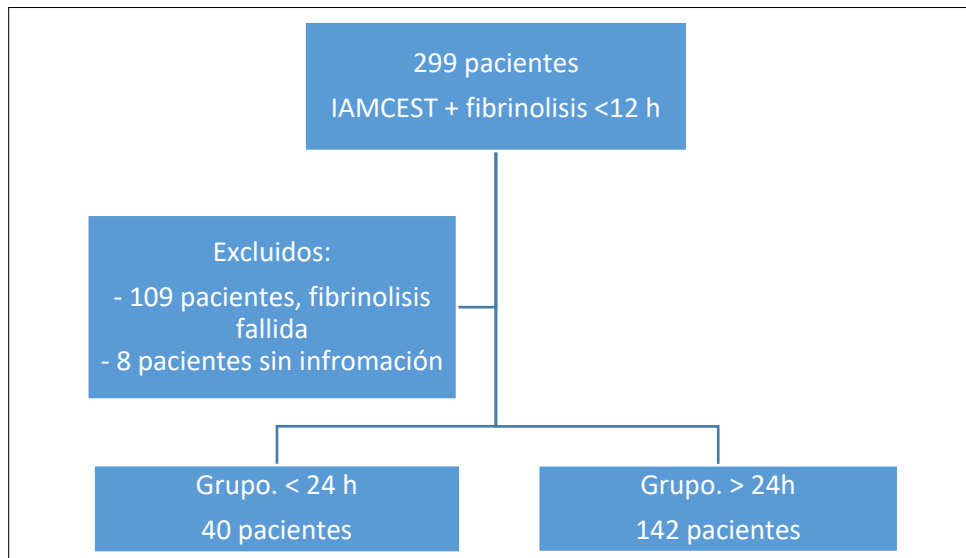 299 pacientes
IAMCEST + fibrinolisis <12 h
Excluidos:
- 109 pacientes, fibrinolisis
fallida
- 8 pacientes sin infromación
Grupo. < 24 h
40 pacientes
Grupo. > 24h
142 pacientes